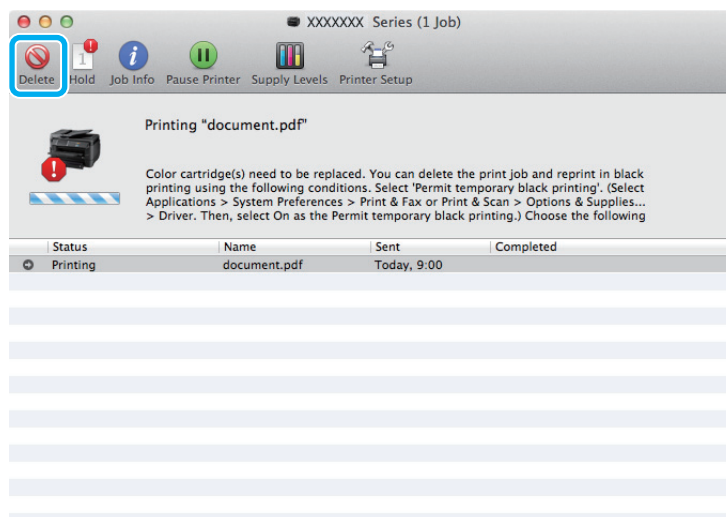 XXXXXXX Series (1 Job)
1
Delete Hold Job Info Pause Printer Supply Levels Printer Setup
Printing "document.pdf"
Color cartridge(s) need to be replaced. You can delete the print job and reprint in black
printing using the following conditions. Select 'Permit temporary black printing'. (Select
Applications > System Preferences > Print & Fax or Print & Scan > Options & Supplies...
> Driver. Then, select On as the Permit temporary black printing.) Choose the following
Status Name Sent Completed
Printing document.pdf Today, 9:00